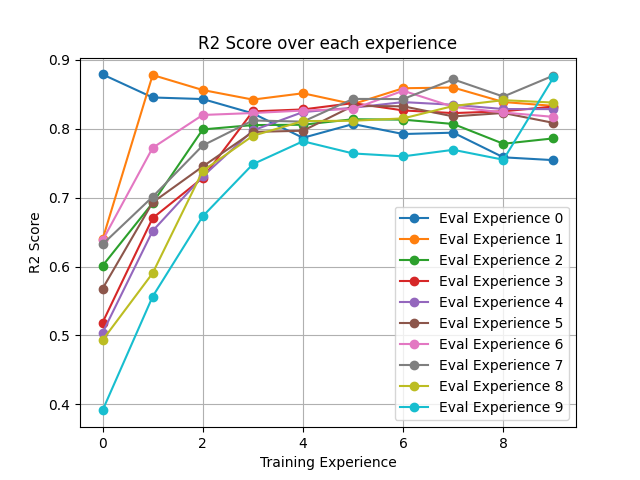 R2 Score over each experience
0.9
0.8
0.7
0.6
0.5
0.4
R2 Score
Eval Experience 0
Eval Experience 1
Eval Experience 2
Eval Experience 3
Eval Experience 4
Eval Experience 5
Eval Experience 6
Eval Experience 7
Eval Experience 8
Eval Experience 9
0 2 4 6 8
Training Experience